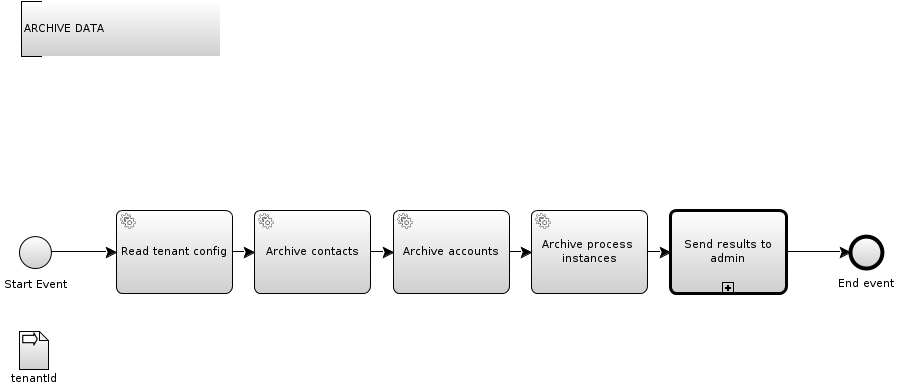 ARCHIVE DATA
Read tenant config
Archive contacts
Archive accounts
Archive process
instances
Send results to
admin
Start Event
End event
tenantId